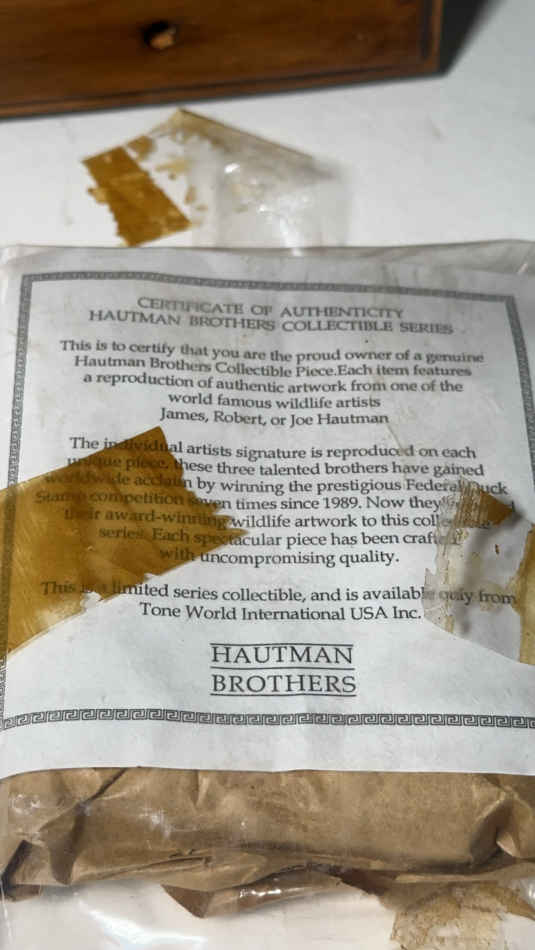 CERTIFICATE OF AUTHENTICITY
HAUTMAN BROTHERS COLLECTIBLE SERIES
This is to certify that you are the proud owner of a genuine
Hautman Brothers Collectible Piece.Each item features
a reproduction of authentic artwork from one of the
world famous wildlife artists
James, Robert, or Joe Hautman
The individual artists signature is reproduced on each
unique piece, these three talented brothers have gained
worldwide acclaim by winning the prestigious Federal Duck
Stamp competition seven times since 1989. Now they
their award-winning wildlife artwork to this
series. Each spectacular piece has been
with uncompromising quality.
This is a limited series collectible, and is available only from
Tone World International USA Inc.
HAUTMAN
BROTHERS